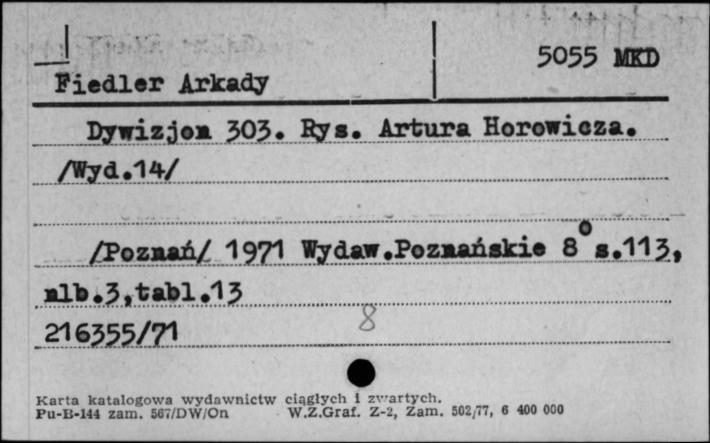 5055 MKD
Fiedler Arkady
Dywizjon 303. Rys. Artura Horowicza.
/Wyd.14/
/Poznań/ 1971 Wydaw.Poznańskie 8° s.113,
nlb.3,tabl.13
216355/71
8
Karta katalogowa wydawnictw ciągłych i zwartych.
Pu-B-144 zam. 567/DW/On W.Z.Graf. Z-2, Zam. 502/77, 6 400 000